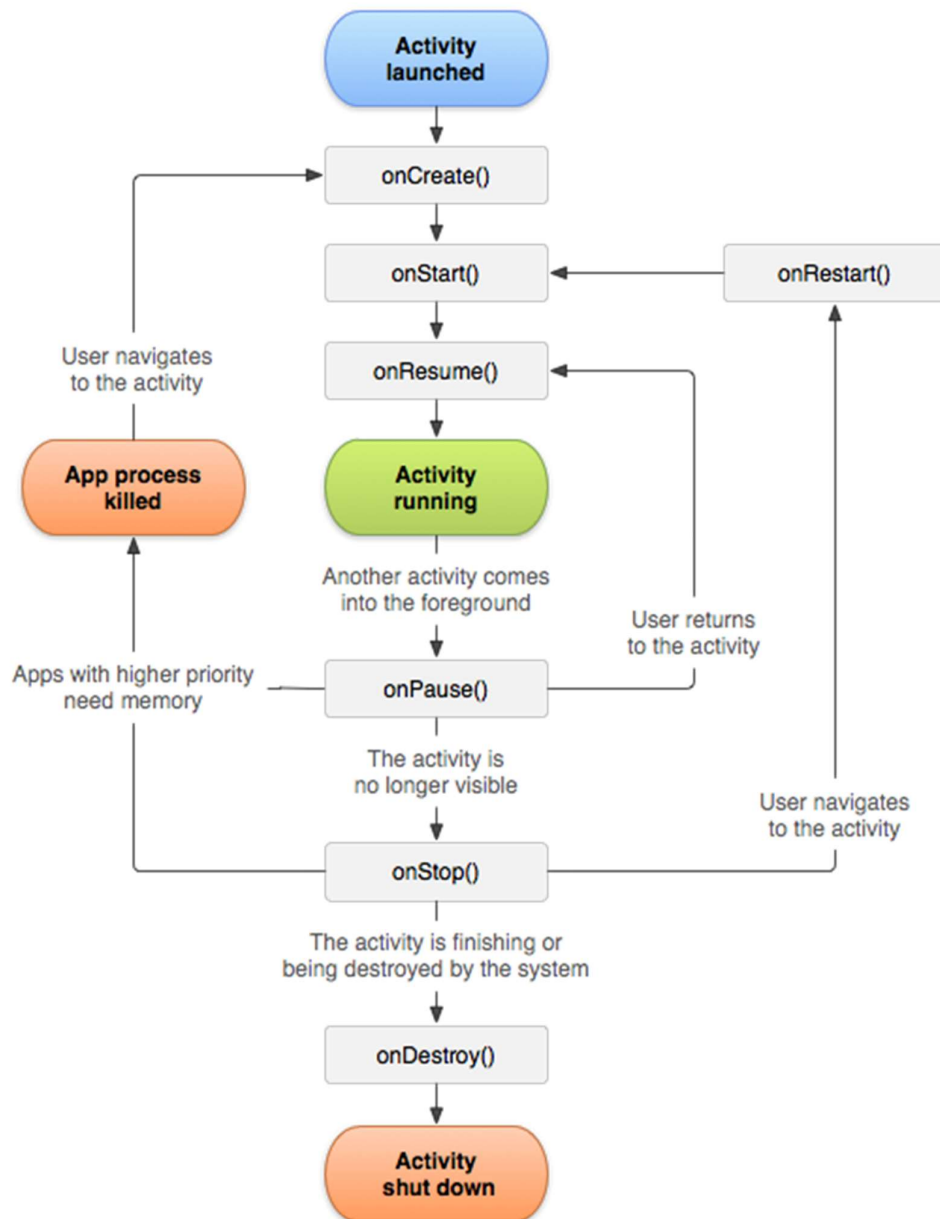 Activity
launched
onCreate()
onStart()
onRestart()
onResume()
User navigates
to the activity
App process
killed
Activity
running
Another activity comes
into the foreground
User returns
to the activity
Apps with higher priority
need memory
onPause()
The activity is
no longer visible
User navigates
to the activity
onStop()
The activity is finishing or
being destroyed by the system
onDestroy()
Activity
shut down